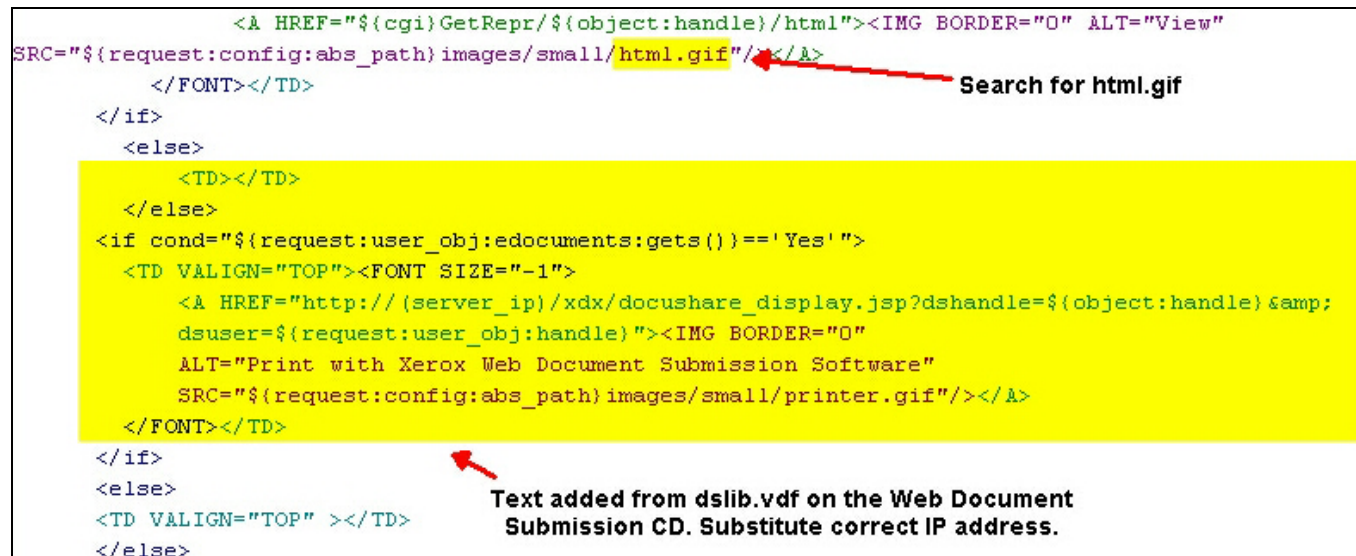 <A HREF="${cgi}GetRepr/${object:handle}/html"><IMG BORDER="0" ALT="View"
SRC="${request:config:abs_path}images/small/html.gif"/></A>
Search for html.gif
</FONT></TD>
</if>
<else>
<TD></TD>
</else>
<if cond="${request:user_obj:edocuments:gets()}=='Yes'">
<TD VALIGN="TOP"><FONT SIZE="-1">
<A HREF="http://(server_ip)/xdx/docushare_display.jsp?dshandle=${object:handle}&amp;
dsuser=${request:user_obj:handle}"><IMG BORDER="0"
ALT="Print with Xerox Web Document Submission Software"
SRC="${request:config:abs_path}images/small/printer.gif"/></A>
</FONT></TD>
</if>
<else>
<TD VALIGN="TOP" ></TD>
</else>
Text added from dslib.vdf on the Web Document
Submission CD. Substitute correct IP address.